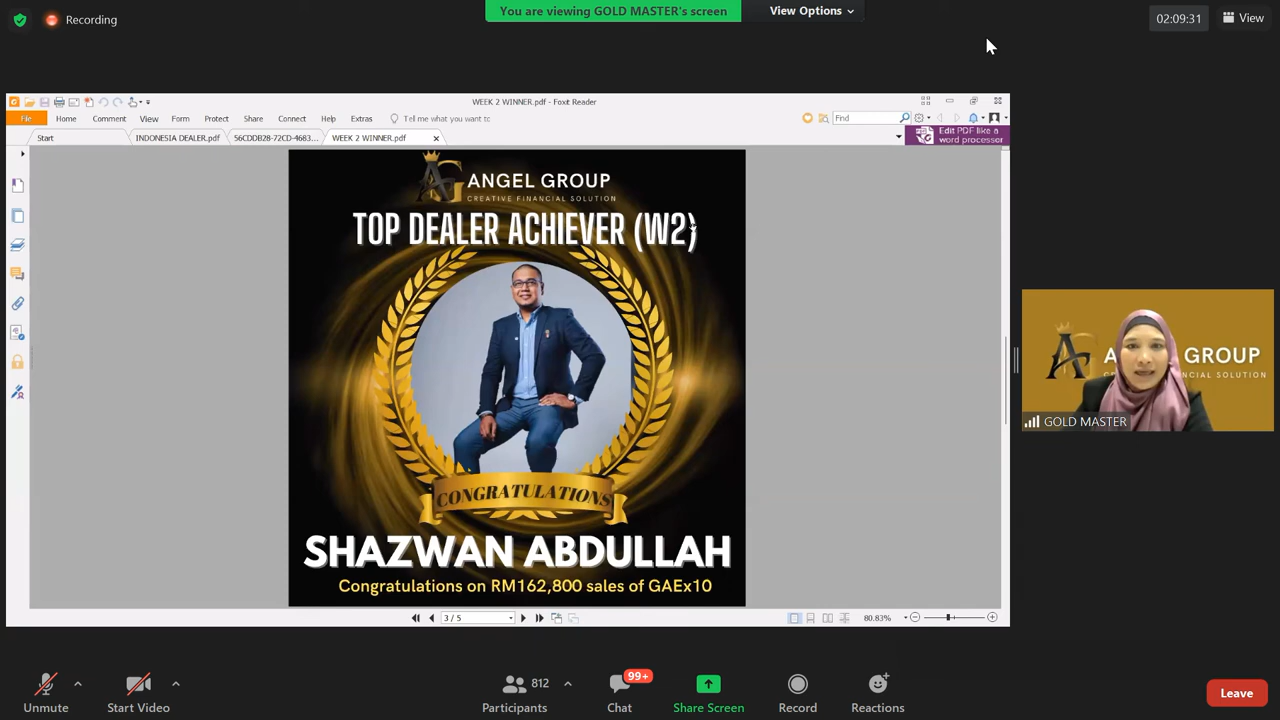 Recording
You are viewing GOLD MASTER's screen
View Options
02:09:31
View
WEEK 2 WINNER.pdf - Foxit Reader
File
Home
Comment
View
Form
Protect
Share
Connect
Help
Extras
Tell me what you want to
Find
Start
INDONESIA DEALER.pdf
56CDDB28-72CD-4683...
WEEK 2 WINNER.pdf
Edit PDF like a
word processor
AG
ANGEL GROUP
CREATIVE FINANCIAL SOLUTION
TOP DEALER ACHIEVER (W2)
CONGRATULATIONS
SHAZWAN ABDULLAH
Congratulations on RM162,800 sales of GAEx10
3 / 5
80.83%
GROUP
GOLD MASTER
Unmute
Start Video
812
Participants
99+
Chat
Share Screen
Record
Reactions
Leave